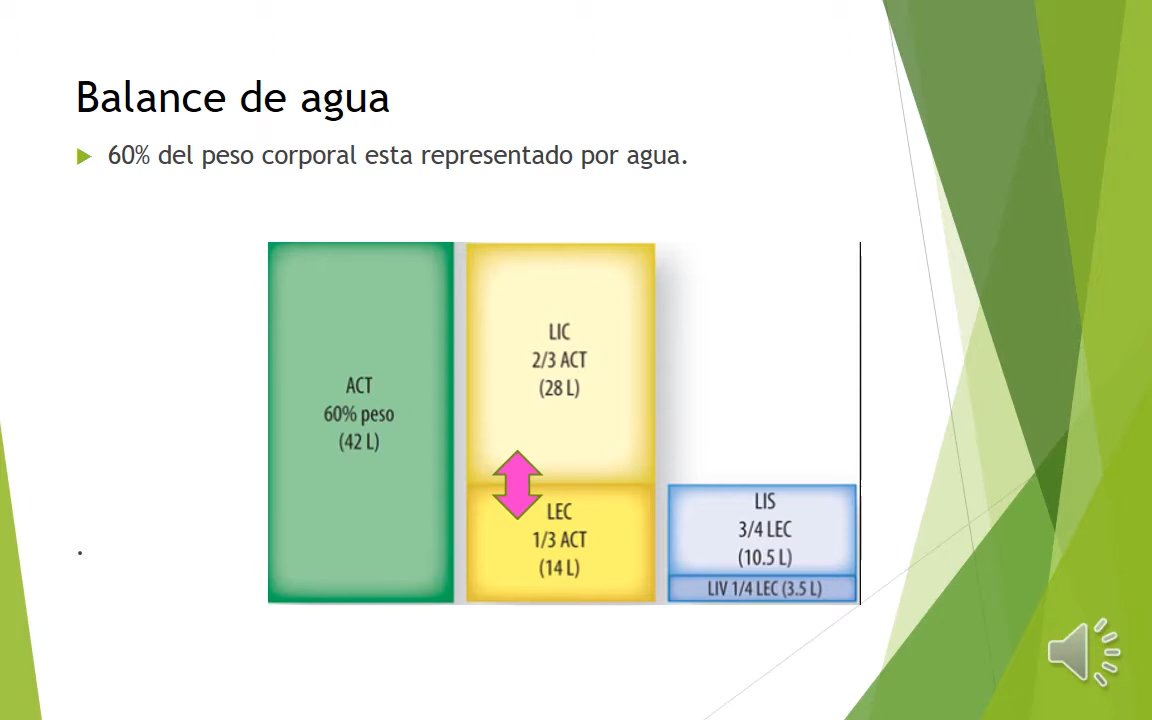 Balance de agua
60% del peso corporal esta representado por agua.
ACT
60% peso
(42 L)
LIC
2/3 ACT
(28 L)
LEC
1/3 ACT
(14 L)
LIS
3/4 LEC
(10.5 L)
LIV 1/4 LEC (3.5 L)
.